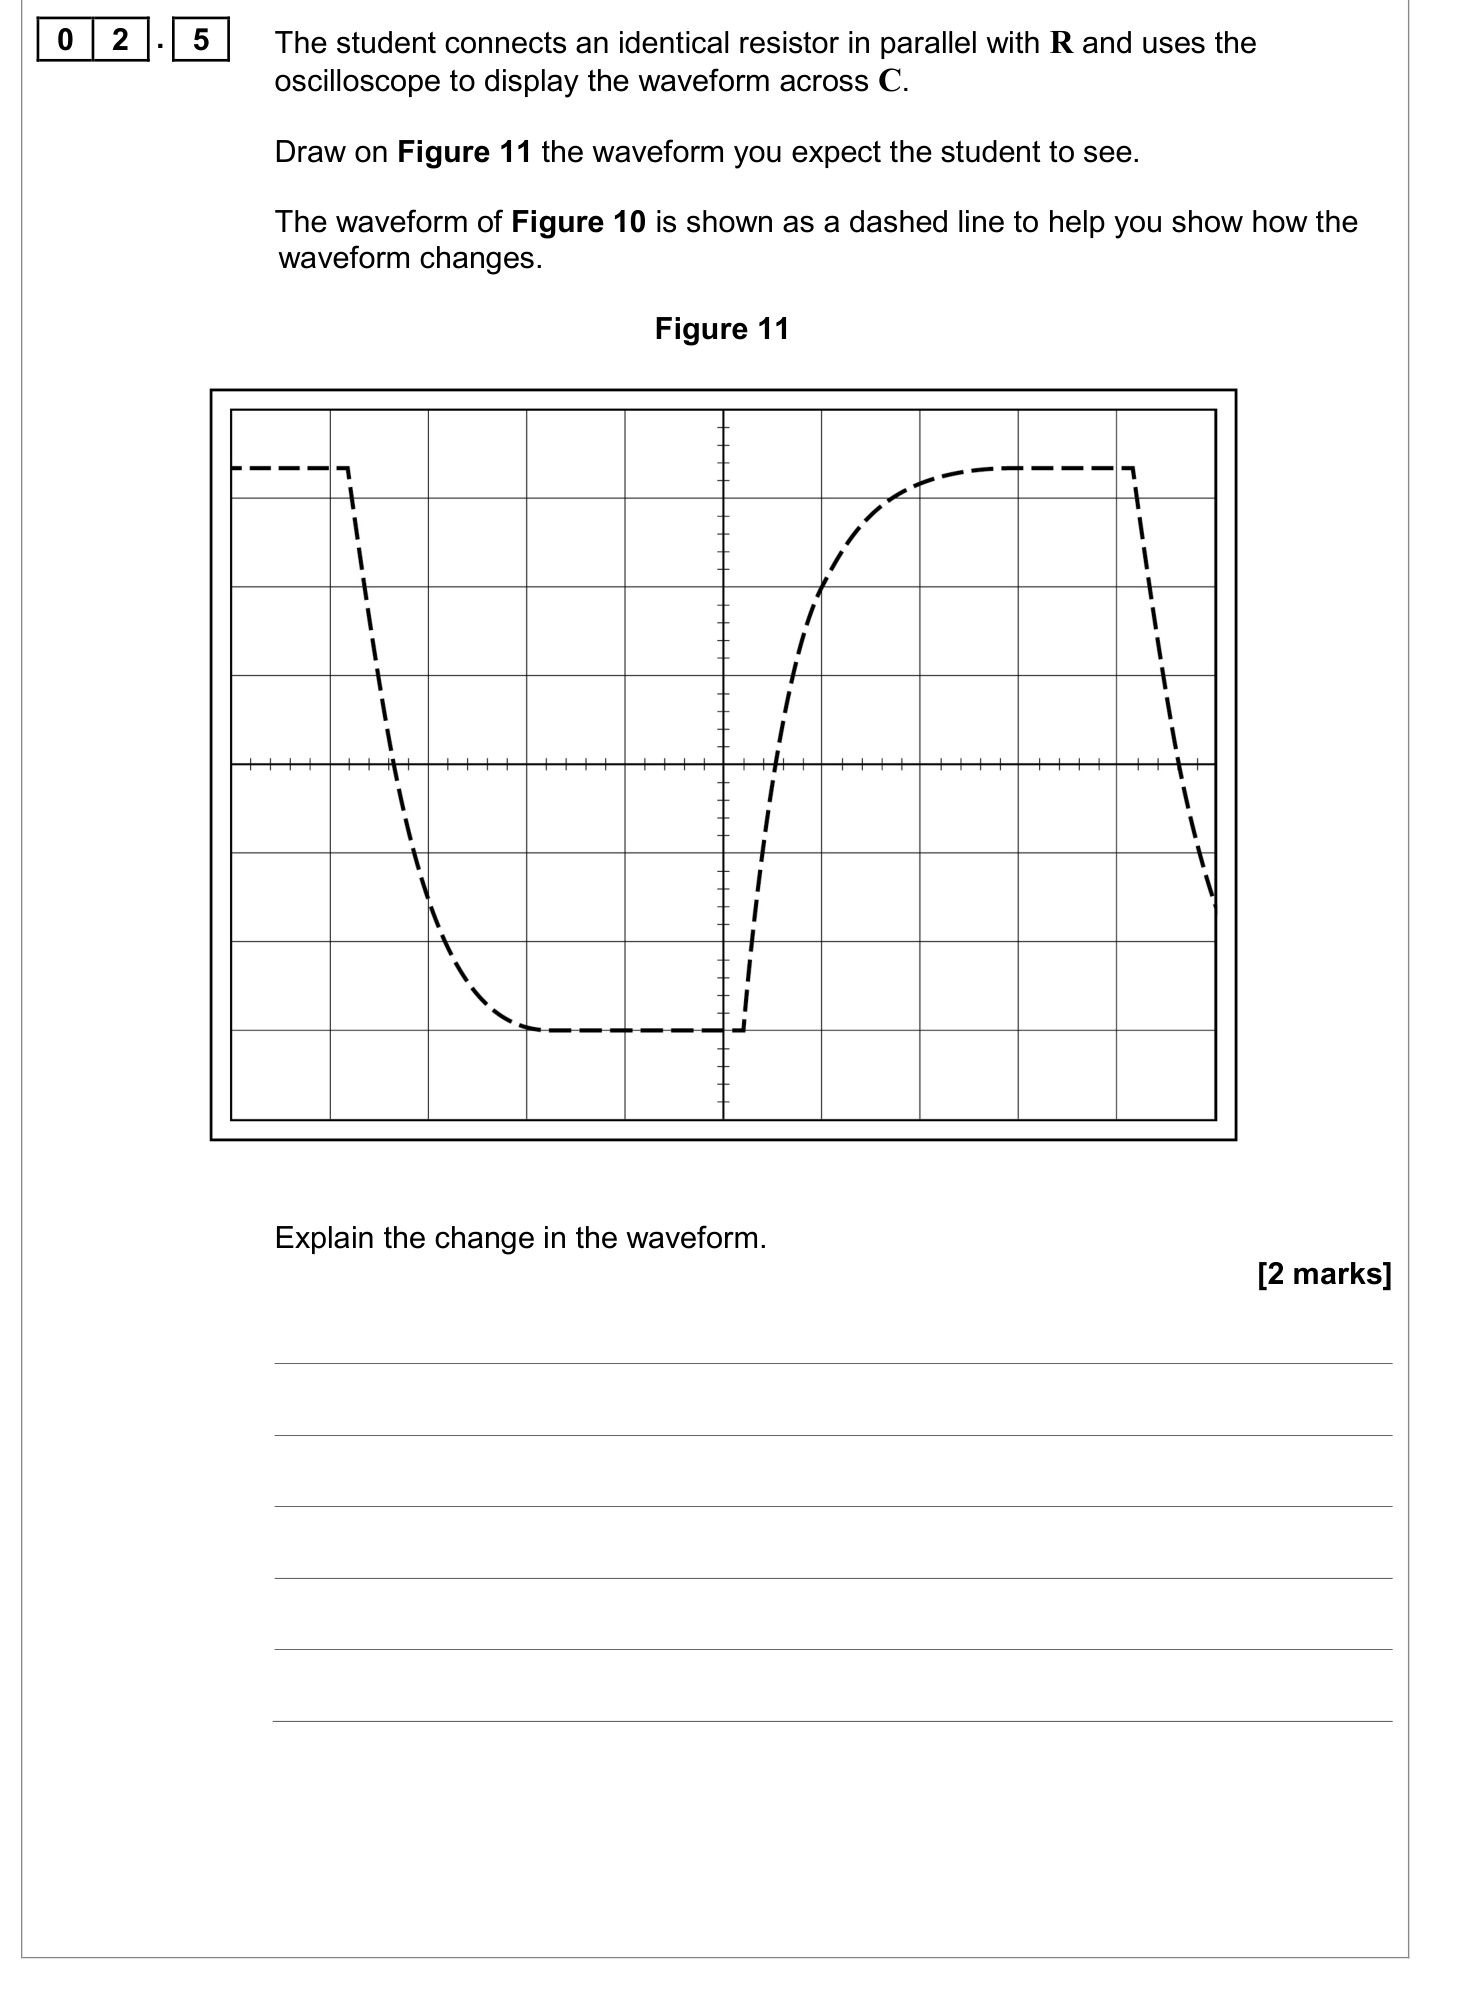 02.5 The student connects an identical resistor in parallel with R and uses the
oscilloscope to display the waveform across C.
Draw on Figure 11 the waveform you expect the student to see.
The waveform of Figure 10 is shown as a dashed line to help you show how the
waveform changes.
Figure 11
Explain the change in the waveform.
[2 marks]